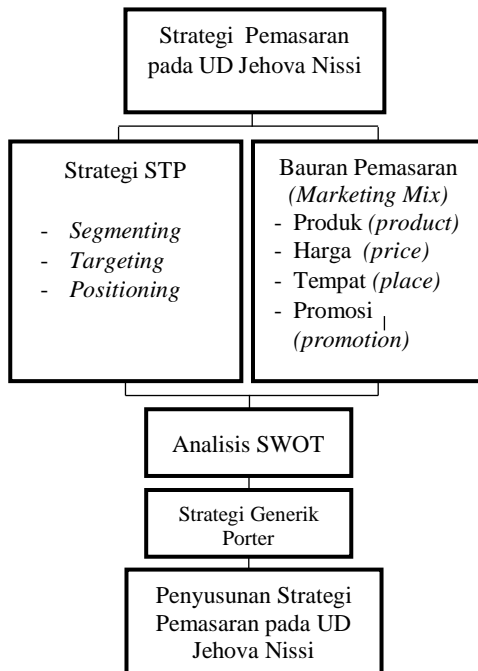 Strategi Pemasaran
pada UD Jehova Nissi
Strategi STP
- Segmenting
- Targeting
- Positioning
Bauran Pemasaran
(Marketing Mix)
- Produk (product)
- Harga (price)
- Tempat (place)
- Promosi
(promotion)
Analisis SWOT
Strategi Generik
Porter
Penyusunan Strategi
Pemasaran pada UD
Jehova Nissi